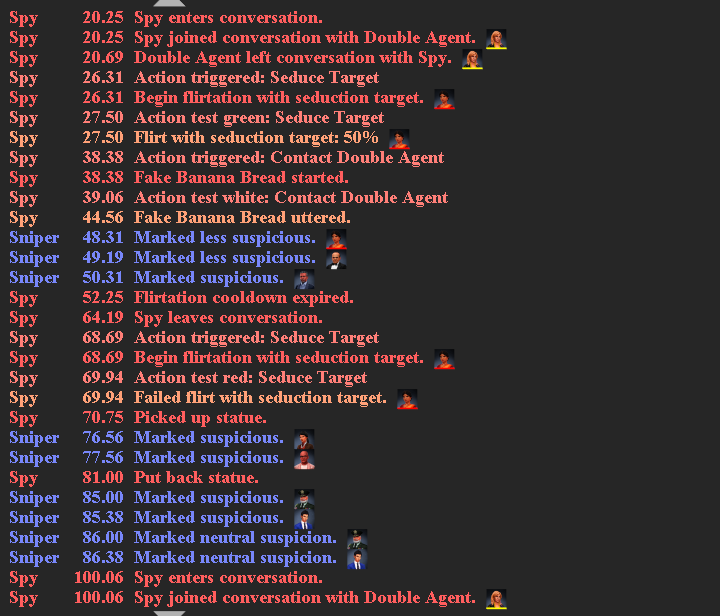 Spy 20.25 Spy enters conversation.
Spy 20.25 Spy joined conversation with Double Agent.
Spy 20.69 Double Agent left conversation with Spy.
Spy 26.31 Action triggered: Seduce Target
Spy 26.31 Begin flirtation with seduction target.
Spy 27.50 Action test green: Seduce Target
Spy 27.50 Flirt with seduction target: 50%
Spy 38.38 Action triggered: Contact Double Agent
Spy 38.38 Fake Banana Bread started.
Spy 39.06 Action test white: Contact Double Agent
Spy 44.56 Fake Banana Bread uttered.
Sniper 48.31 Marked less suspicious.
Sniper 49.19 Marked less suspicious.
Sniper 50.31 Marked suspicious.
Spy 52.25 Flirtation cooldown expired.
Spy 64.19 Spy leaves conversation.
Spy 68.69 Action triggered: Seduce Target
Spy 68.69 Begin flirtation with seduction target.
Spy 69.94 Action test red: Seduce Target
Spy 69.94 Failed flirt with seduction target.
Spy 70.75 Picked up statue.
Sniper 76.56 Marked suspicious.
Sniper 77.56 Marked suspicious.
Spy 81.00 Put back statue.
Sniper 85.00 Marked suspicious.
Sniper 85.38 Marked suspicious.
Sniper 86.00 Marked neutral suspicion.
Sniper 86.38 Marked neutral suspicion.
Spy 100.06 Spy enters conversation.
Spy 100.06 Spy joined conversation with Double Agent.